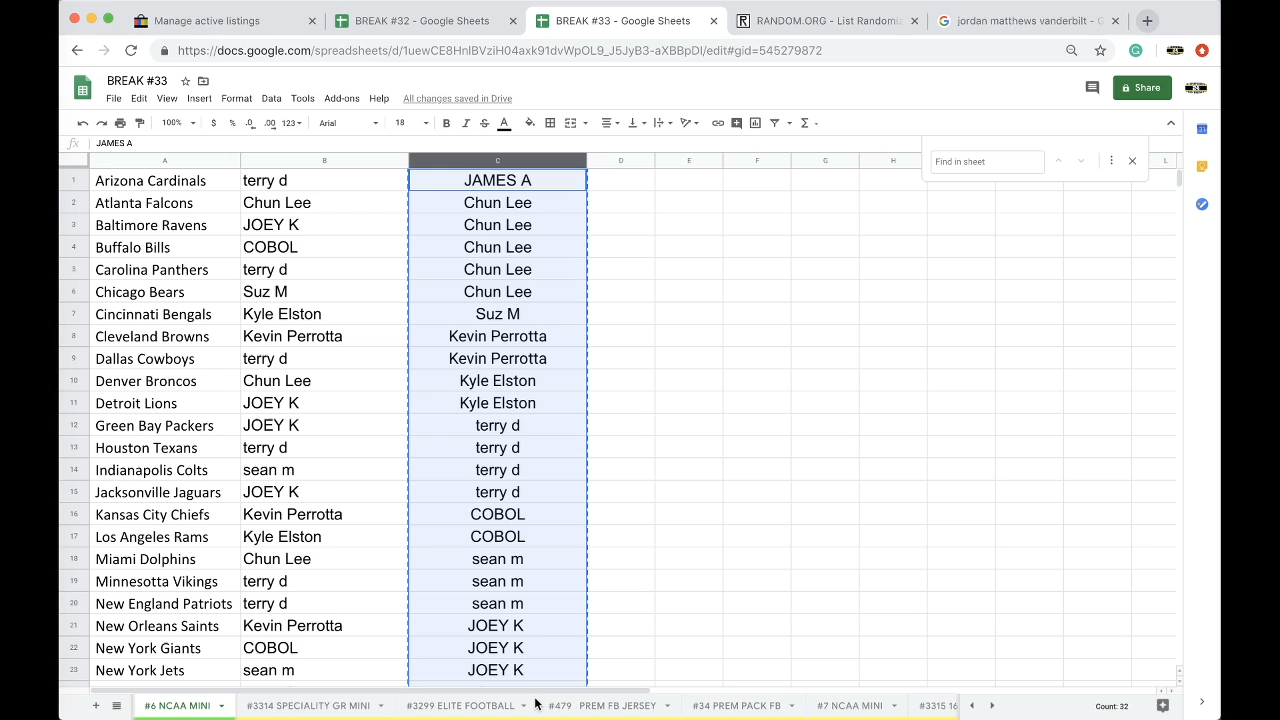 Manage active listings
BREAK #32 - Google Sheets
BREAK #33 - Google Sheets
RANDOM.ORG - List Randomiz
jordan matthews vanderbilt - G
https://docs.google.com/spreadsheets/d/1uewCE8HnIBVziH04axk91dvWpOL9_J5JyB3-aXBBpDI/edit#gid=545279872
BREAK #33
File Edit View Insert Format Data Tools Add-ons Help All changes saved in Drive
Share
100% $ % .0 .00 123 Arial 18 B I S A
fx JAMES A
Find in sheet
A B C D E F G H L
1 Arizona Cardinals terry d JAMES A
2 Atlanta Falcons Chun Lee Chun Lee
3 Baltimore Ravens JOEY K Chun Lee
4 Buffalo Bills COBOL Chun Lee
5 Carolina Panthers terry d Chun Lee
6 Chicago Bears Suz M Chun Lee
7 Cincinnati Bengals Kyle Elston Suz M
8 Cleveland Browns Kevin Perrotta Kevin Perrotta
9 Dallas Cowboys terry d Kevin Perrotta
10 Denver Broncos Chun Lee Kyle Elston
11 Detroit Lions JOEY K Kyle Elston
12 Green Bay Packers JOEY K terry d
13 Houston Texans terry d terry d
14 Indianapolis Colts sean m terry d
15 Jacksonville Jaguars JOEY K terry d
16 Kansas City Chiefs Kevin Perrotta COBOL
17 Los Angeles Rams Kyle Elston COBOL
18 Miami Dolphins Chun Lee sean m
19 Minnesotta Vikings terry d sean m
20 New England Patriots terry d sean m
21 New Orleans Saints Kevin Perrotta JOEY K
22 New York Giants COBOL JOEY K
23 New York Jets sean m JOEY K
#6 NCAA MINI #3314 SPECIALITY GR MINI #3299 ELITE FOOTBALL #479 PREM FB JERSEY #34 PREM PACK FB #7 NCAA MINI #3315 16 Count: 32